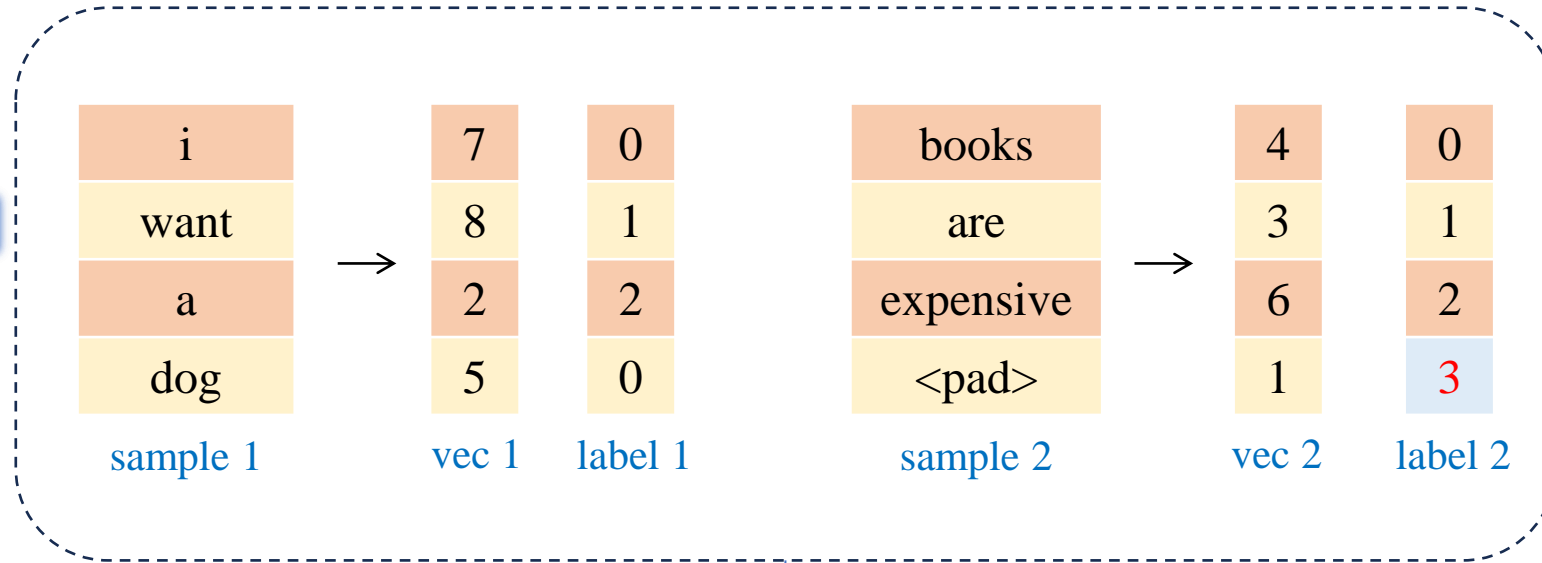 i 7 0 books 4 0
want 8 1 are 3 1
a 2 2 expensive 6 2
dog 5 0 <pad> 1 3
sample 1 vec 1 label 1 sample 2 vec 2 label 2